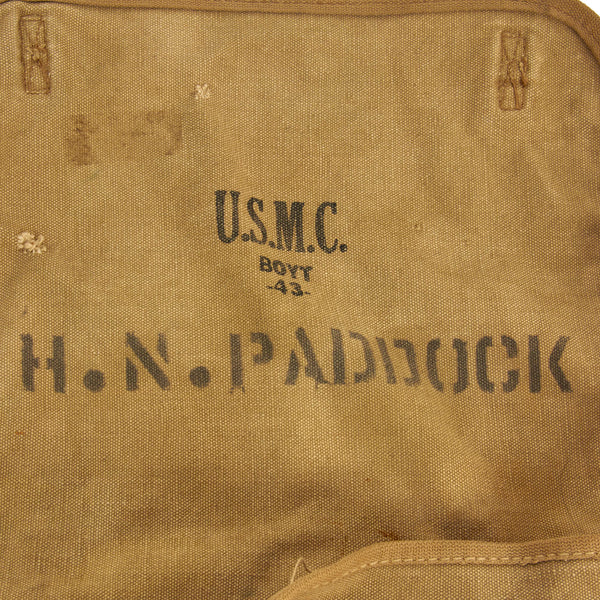 U.S.M.C.
BOYT
-43-
H.N.PADDOCK